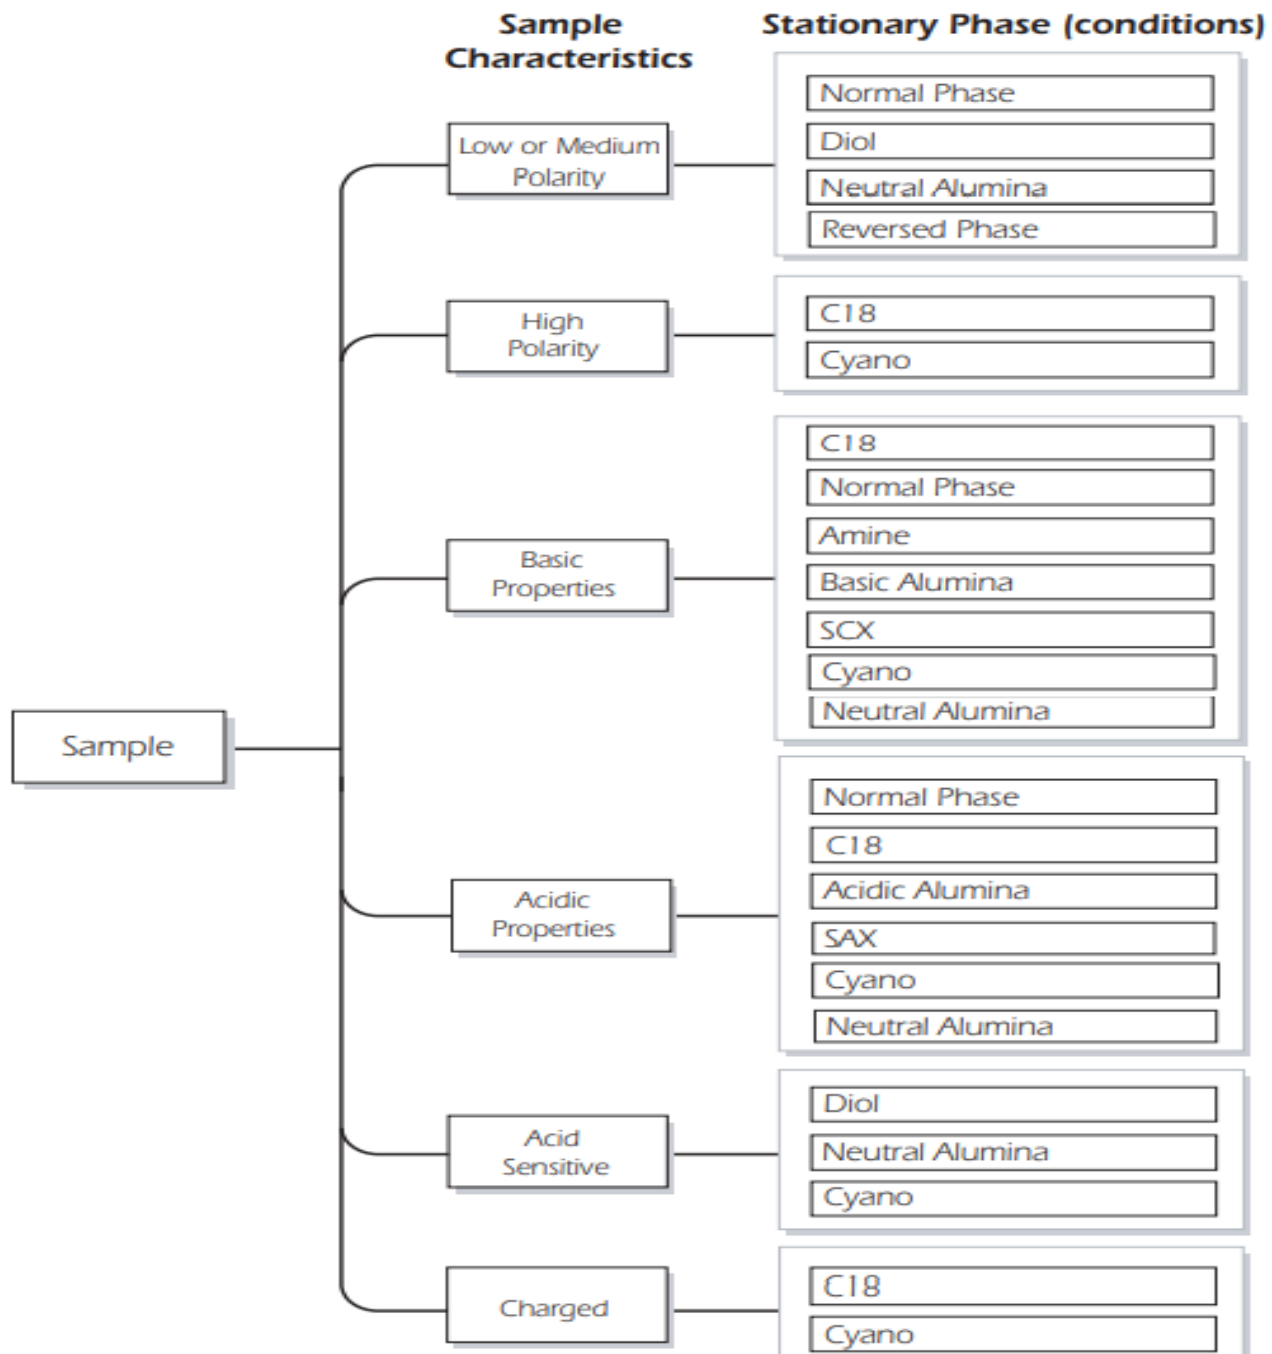 Sample
Characteristics
Stationary Phase (conditions)
Low or Medium
Polarity
Normal Phase
Diol
Neutral Alumina
Reversed Phase
High
Polarity
C18
Cyano
Basic
Properties
C18
Normal Phase
Amine
Basic Alumina
SCX
Cyano
Neutral Alumina
Sample
Acidic
Properties
Normal Phase
C18
Acidic Alumina
SAX
Cyano
Neutral Alumina
Acid
Sensitive
Diol
Neutral Alumina
Cyano
Charged
C18
Cyano